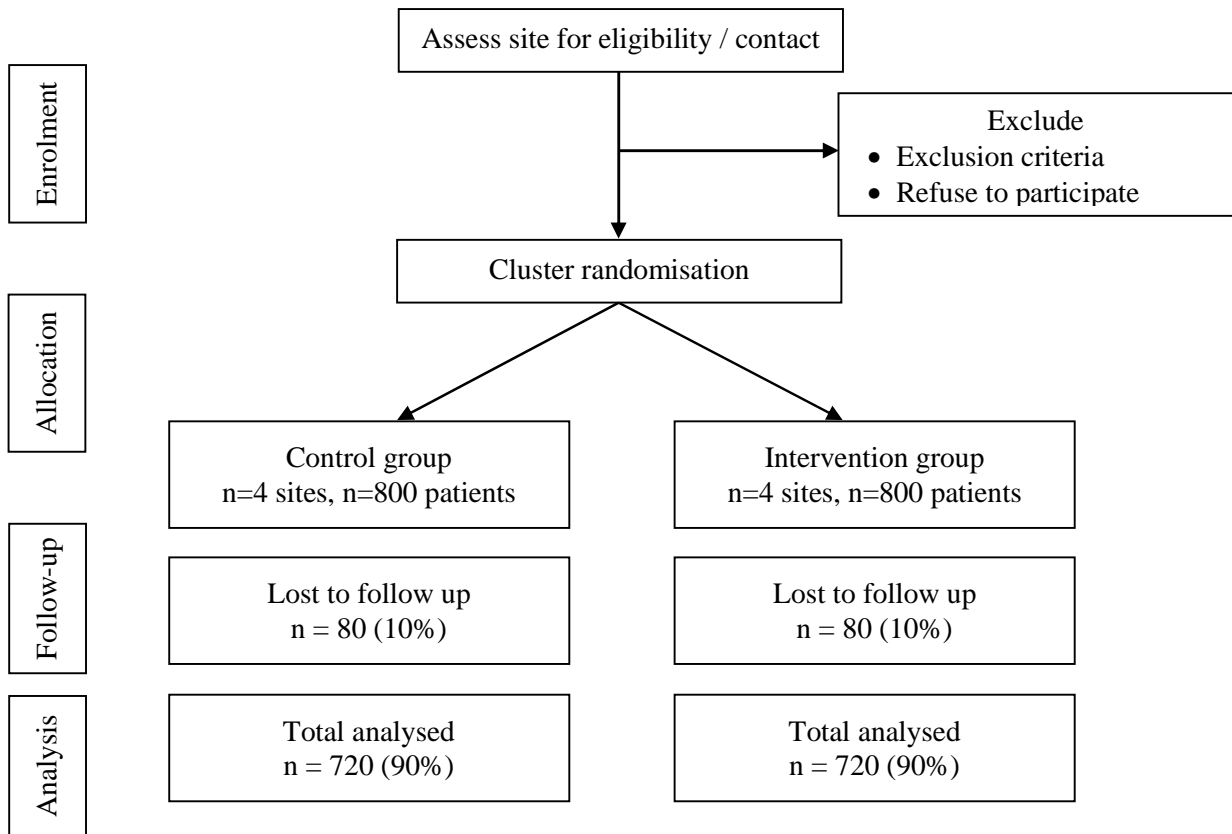 Assess site for eligibility / contact
Enrolment
Exclude
• Exclusion criteria
• Refuse to participate
Cluster randomisation
Allocation
Control group
n=4 sites, n=800 patients
Intervention group
n=4 sites, n=800 patients
Follow-up
Lost to follow up
n = 80 (10%)
Lost to follow up
n = 80 (10%)
Analysis
Total analysed
n = 720 (90%)
Total analysed
n = 720 (90%)